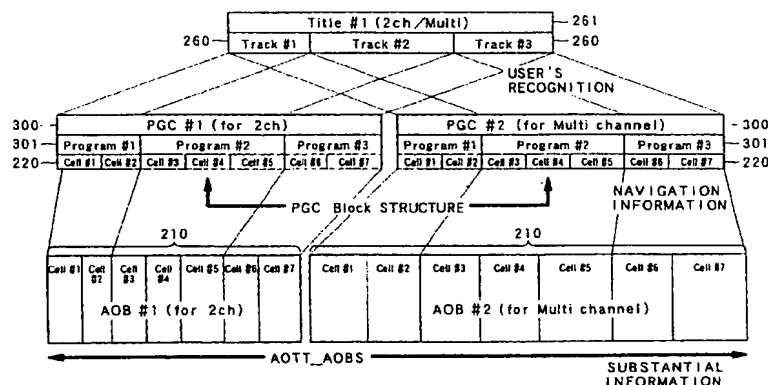 Title #1 (2ch/Multi) 261
260 Track #1 Track #2 Track #3 260
USER'S
RECOGNITION
300 PGC #1 (for 2ch) PGC #2 (for Multi channel) 300
301 Program #1 Program #2 Program #3 Program #1 Program #2 Program #3 301
220 Cell #1 Cell #2 Cell #3 Cell #4 Cell #5 Cell #6 Cell #7 Cell #1 Cell #2 Cell #3 Cell #4 Cell #5 Cell #6 Cell #7 220
PGC Block STRUCTURE
NAVIGATION
INFORMATION
210 210
Cell #1 Cell #2 Cell #3 Cell #4 Cell #5 Cell #6 Cell #7 Cell #1 Cell #2 Cell #3 Cell #4 Cell #5 Cell #6 Cell #7
AOB #1 (for 2ch) AOB #2 (for Multi channel)
AOTT_AOBS
SUBSTANTIAL
INFORMATION